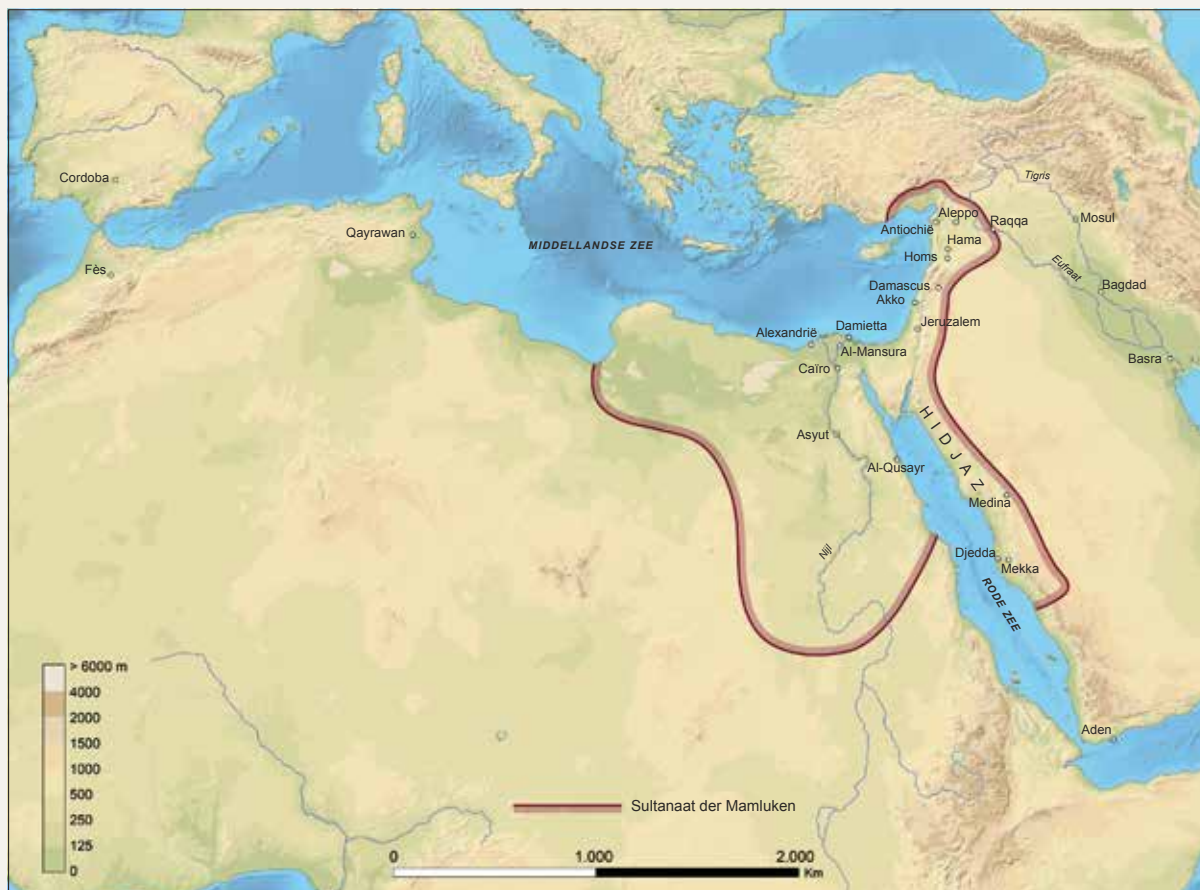 Cordoba
Fès
Qayrawan
MIDDELLANDSE ZEE
Tigris
Mosul
Aleppo
Raqqa
Antiochië
Hama
Homs
Eufraat
Bagdad
Damascus
Akko
Jeruzalem
Basra
Alexandrië
Damietta
Al-Mansura
Caïro
HIDJAZ
Asyut
Al-Qusayr
Medina
Nijl
Djedda
Mekka
RODE ZEE
Aden
> 6000 m
4000
2000
1500
1000
500
250
125
0
Sultanaat der Mamluken
0 1.000 2.000
Km